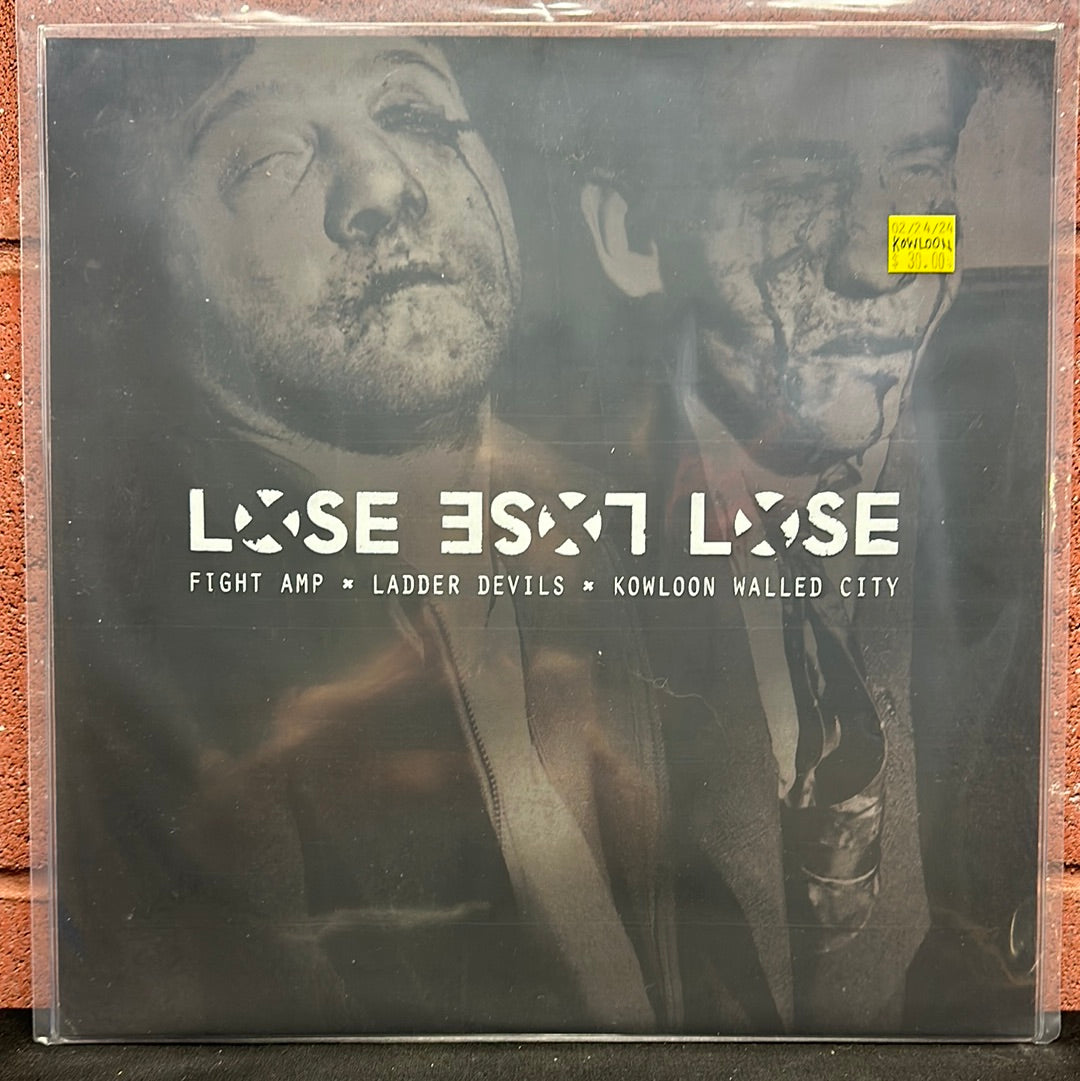 02/24/24
KOWLOON
$ 30.00
LOSE ESOL LOSE
FIGHT AMP × LADDER DEVILS × KOWLOON WALLED CITY